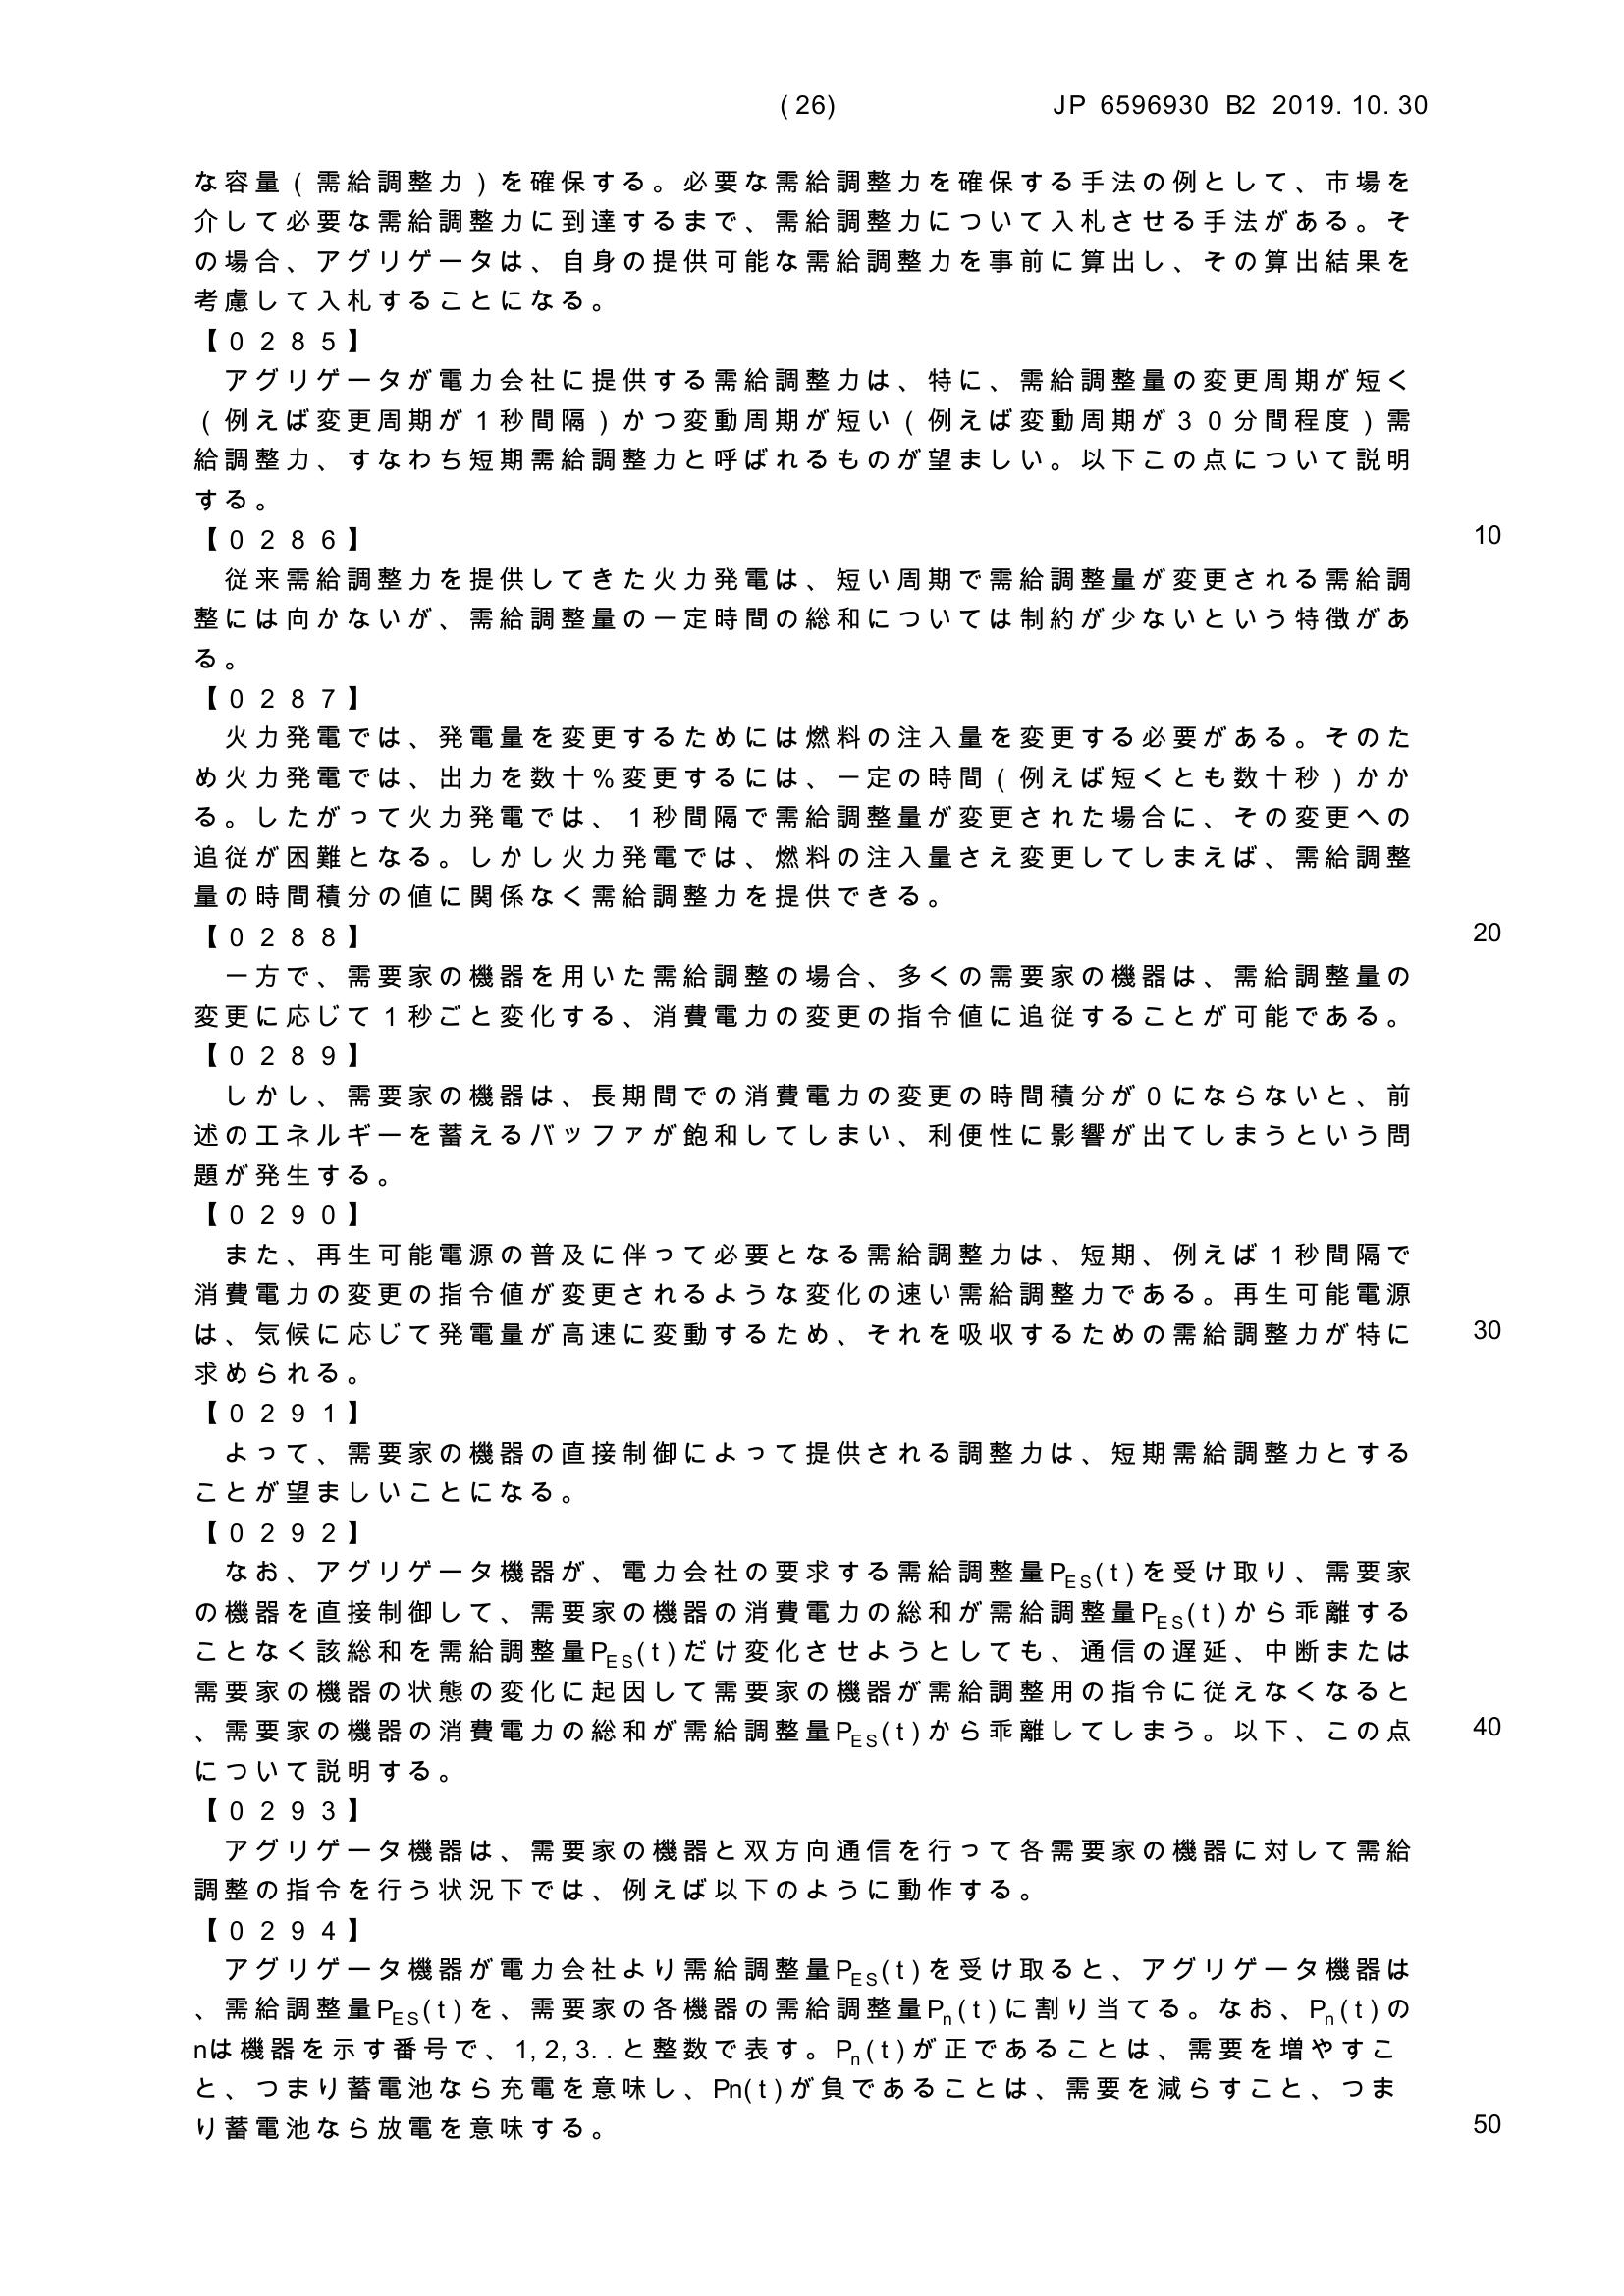 (26) JP 6596930 B2 2019.10.30
な容量(需給調整力)を確保する。必要な需給調整力を確保する手法の例として、市場を
介して必要な需給調整力に到達するまで、需給調整力について入札させる手法がある。そ
の場合、アグリゲータは、自身の提供可能な需給調整力を事前に算出し、その算出結果を
考慮して入札することになる。
【0285】
　アグリゲータが電力会社に提供する需給調整力は、特に、需給調整量の変更周期が短く
(例えば変更周期が1秒間隔)かつ変動周期が短い(例えば変動周期が30分間程度)需
給調整力、すなわち短期需給調整力と呼ばれるものが望ましい。以下この点について説明
する。
【0286】 10
　従来需給調整力を提供してきた火力発電は、短い周期で需給調整量が変更される需給調
整には向かないが、需給調整量の一定時間の総和については制約が少ないという特徴があ
る。
【0287】
　火力発電では、発電量を変更するためには燃料の注入量を変更する必要がある。そのた
め火力発電では、出力を数十%変更するには、一定の時間(例えば短くとも数十秒)かか
る。したがって火力発電では、1秒間隔で需給調整量が変更された場合に、その変更への
追従が困難となる。しかし火力発電では、燃料の注入量さえ変更してしまえば、需給調整
量の時間積分の値に関係なく需給調整力を提供できる。
【0288】 20
　一方で、需要家の機器を用いた需給調整の場合、多くの需要家の機器は、需給調整量の
変更に応じて1秒ごと変化する、消費電力の変更の指令値に追従することが可能である。
【0289】
　しかし、需要家の機器は、長期間での消費電力の変更の時間積分が0にならないと、前
述のエネルギーを蓄えるバッファが飽和してしまい、利便性に影響が出てしまうという問
題が発生する。
【0290】
　また、再生可能電源の普及に伴って必要となる需給調整力は、短期、例えば1秒間隔で
消費電力の変更の指令値が変更されるような変化の速い需給調整力である。再生可能電源
は、気候に応じて発電量が高速に変動するため、それを吸収するための需給調整力が特に 30
求められる。
【0291】
　よって、需要家の機器の直接制御によって提供される調整力は、短期需給調整力とする
ことが望ましいことになる。
【0292】
　なお、アグリゲータ機器が、電力会社の要求する需給調整量PES(t)を受け取り、需要家
の機器を直接制御して、需要家の機器の消費電力の総和が需給調整量PES(t)から乖離する
ことなく該総和を需給調整量PES(t)だけ変化させようとしても、通信の遅延、中断または
需要家の機器の状態の変化に起因して需要家の機器が需給調整用の指令に従えなくなると
、需要家の機器の消費電力の総和が需給調整量PES(t)から乖離してしまう。以下、この点 40
について説明する。
【0293】
　アグリゲータ機器は、需要家の機器と双方向通信を行って各需要家の機器に対して需給
調整の指令を行う状況下では、例えば以下のように動作する。
【0294】
　アグリゲータ機器が電力会社より需給調整量PES(t)を受け取ると、アグリゲータ機器は
、需給調整量PES(t)を、需要家の各機器の需給調整量Pn(t)に割り当てる。なお、Pn(t)の
nは機器を示す番号で、1,2,3..と整数で表す。Pn(t)が正であることは、需要を増やすこ
と、つまり蓄電池なら充電を意味し、Pn(t)が負であることは、需要を減らすこと、つま
り蓄電池なら放電を意味する。 50